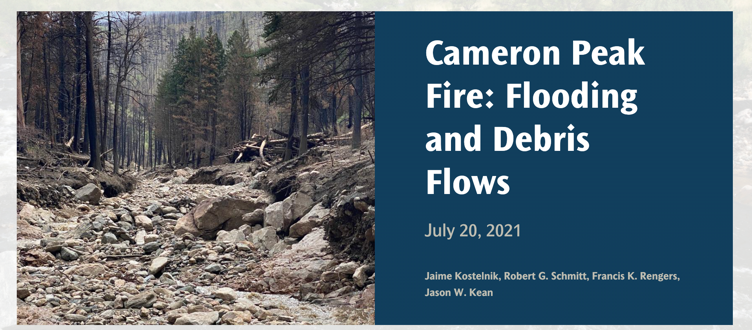 Cameron Peak
Fire: Flooding
and Debris
Flows
July 20, 2021
Jaime Kostelnik, Robert G. Schmitt, Francis K. Rengers,
Jason W. Kean